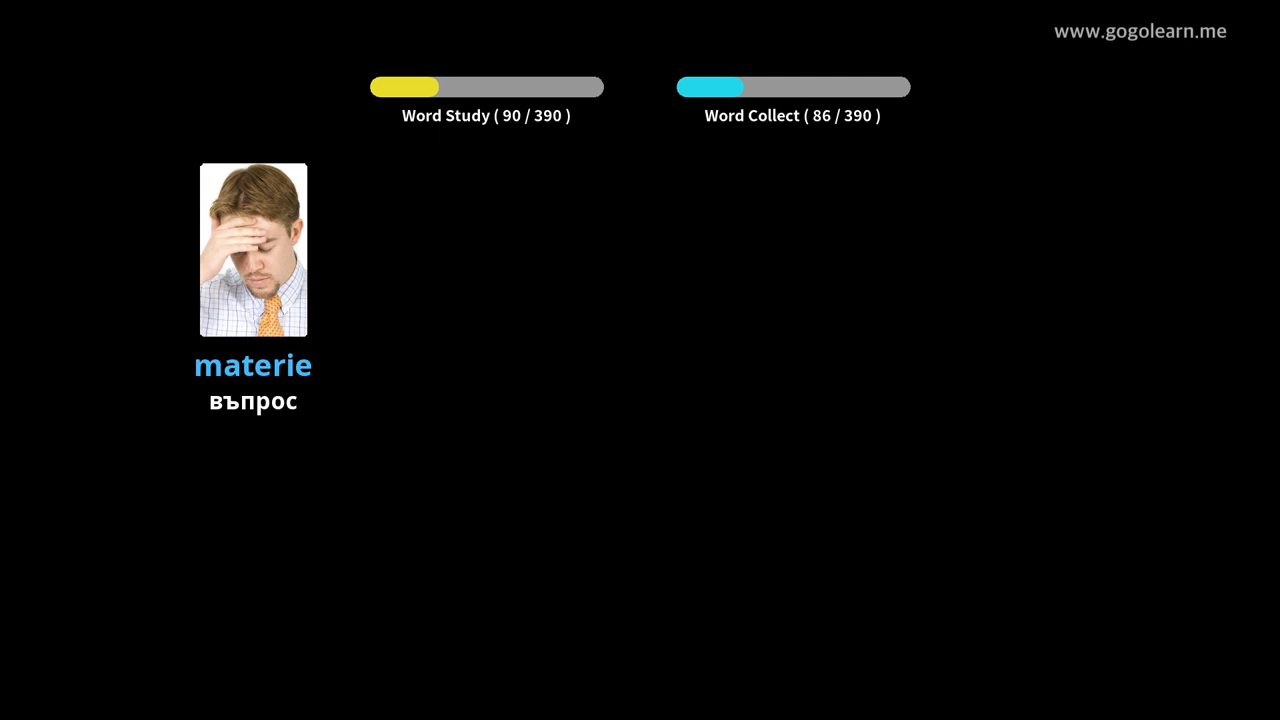 www.gogolearn.me
Word Study ( 90 / 390 )
Word Collect ( 86 / 390 )
materie
въпрос